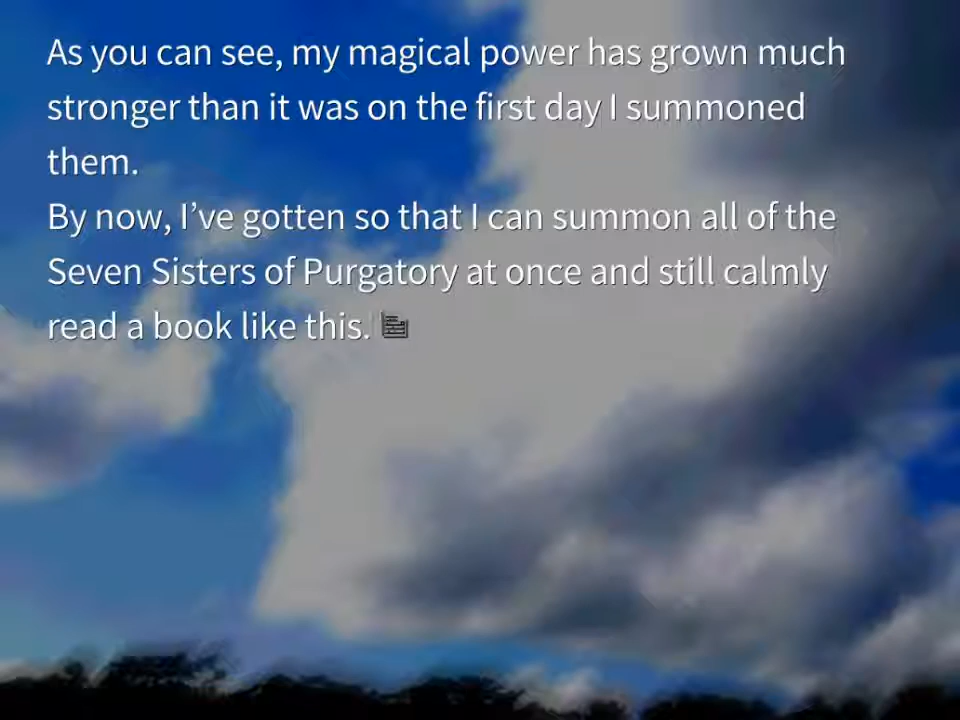 As you can see, my magical power has grown much
stronger than it was on the first day I summoned
them.
By now, I’ve gotten so that I can summon all of the
Seven Sisters of Purgatory at once and still calmly
read a book like this.